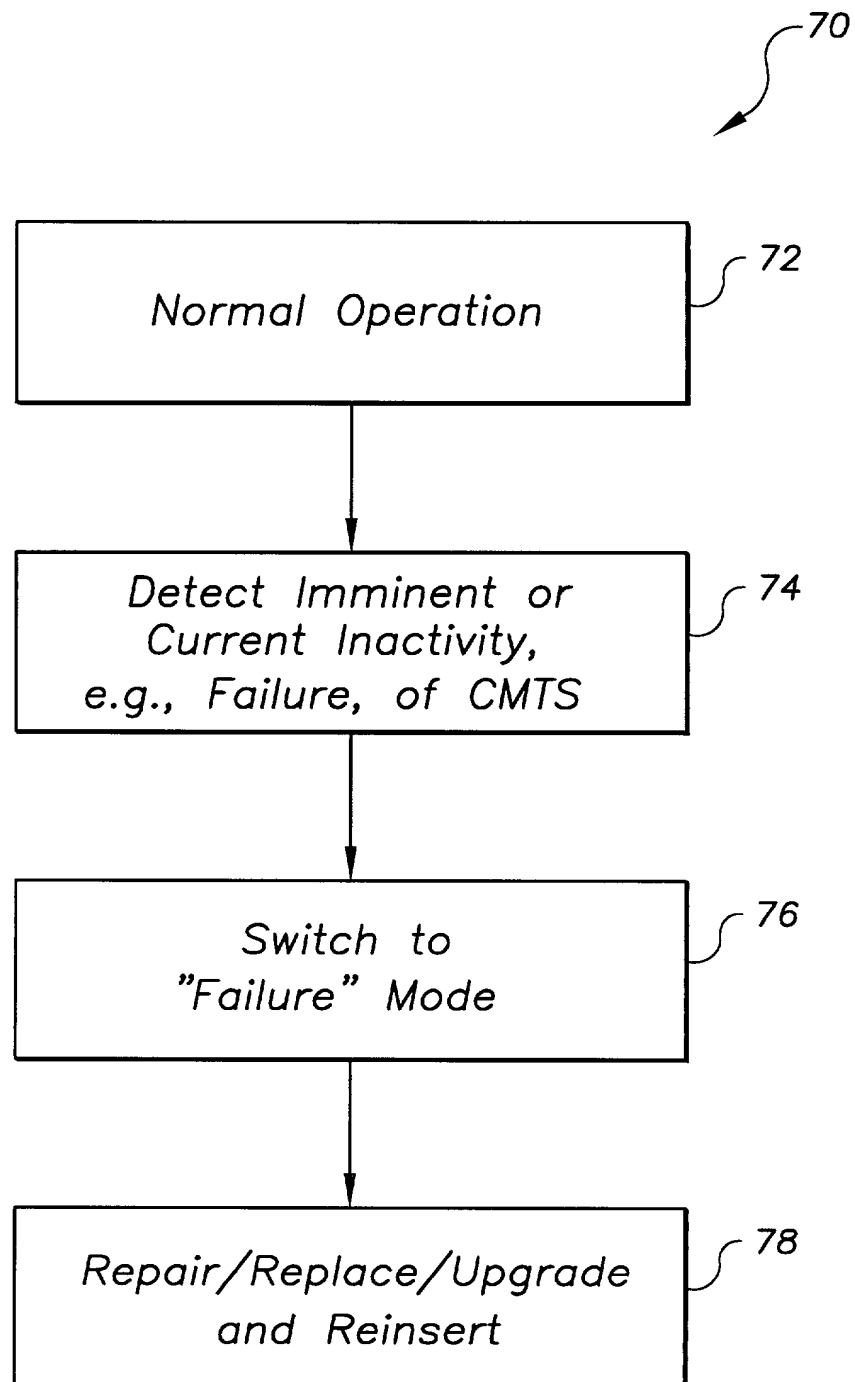 70
Normal Operation
72
Detect Imminent or
Current Inactivity,
e.g., Failure, of CMTS
74
Switch to
"Failure" Mode
76
Repair/Replace/Upgrade
and Reinsert
78